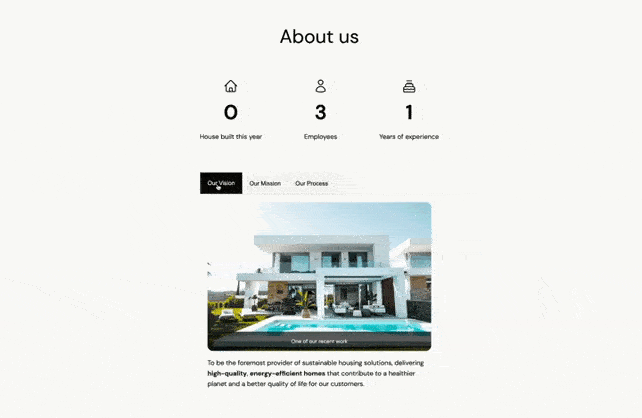 About us
0 3 1
House built this year Employees Years of experience
Our Vision Our Mission Our Process
One of our recent work
To be the foremost provider of sustainable housing solutions, delivering
high-quality, energy-efficient homes that contribute to a healthier
planet and a better quality of life for our customers.